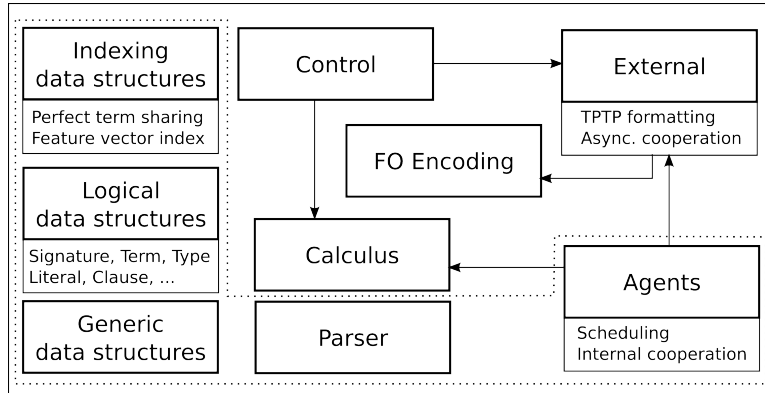 Indexing
data structures
Perfect term sharing
Feature vector index
Logical
data structures
Signature, Term, Type
Literal, Clause, ...
Generic
data structures
Control
FO Encoding
Calculus
Parser
External
TPTP formatting
Async. cooperation
Agents
Scheduling
Internal cooperation